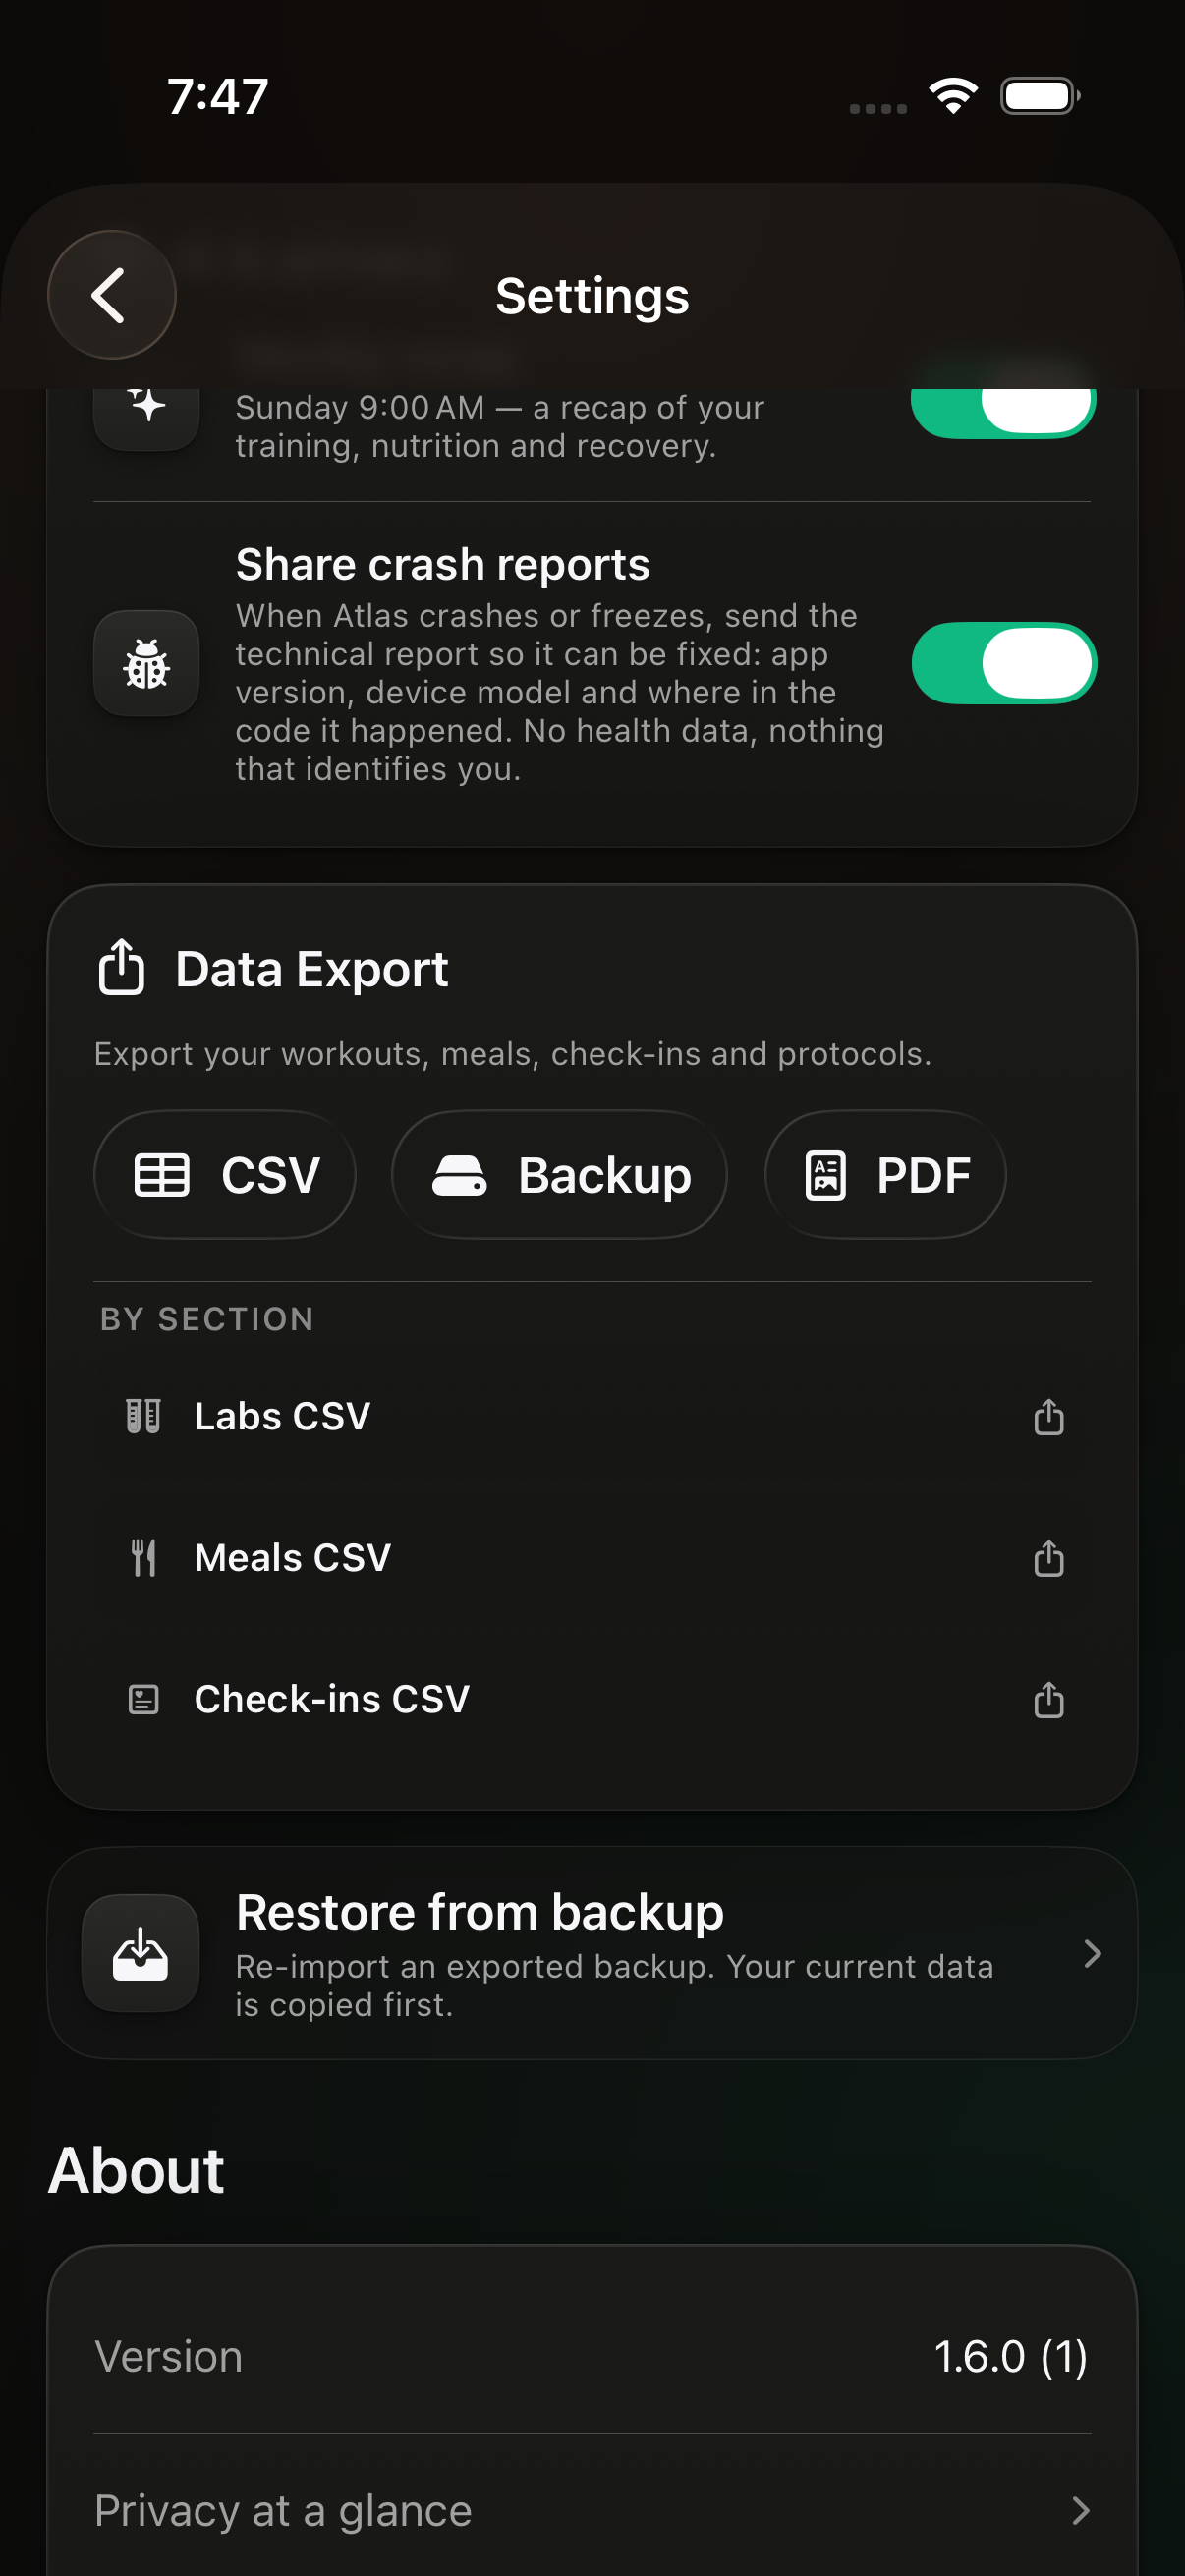 7:47
Settings
Sunday 9:00 AM — a recap of your
training, nutrition and recovery.
Share crash reports
When Atlas crashes or freezes, send the
technical report so it can be fixed: app
version, device model and where in the
code it happened. No health data, nothing
that identifies you.
Data Export
Export your workouts, meals, check-ins and protocols.
CSV
Backup
PDF
BY SECTION
Labs CSV
Meals CSV
Check-ins CSV
Restore from backup
Re-import an exported backup. Your current data
is copied first.
About
Version
1.6.0 (1)
Privacy at a glance